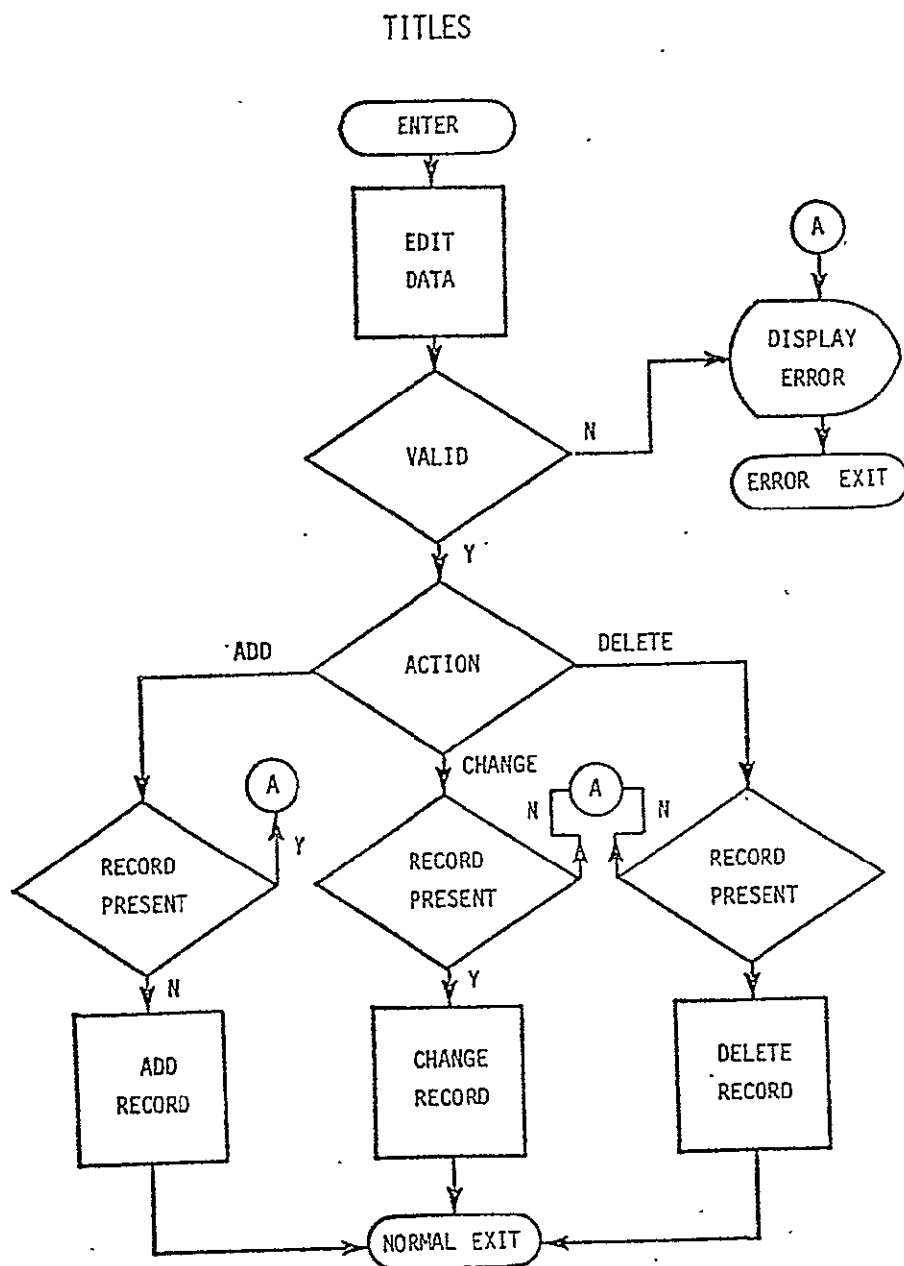 TITLES
ENTER
EDIT
DATA
A
DISPLAY
ERROR
N
VALID
ERROR EXIT
Y
ADD
ACTION
DELETE
CHANGE
A
N
A
N
Y
RECORD
PRESENT
RECORD
PRESENT
RECORD
PRESENT
N
Y
ADD
RECORD
CHANGE
RECORD
DELETE
RECORD
NORMAL EXIT